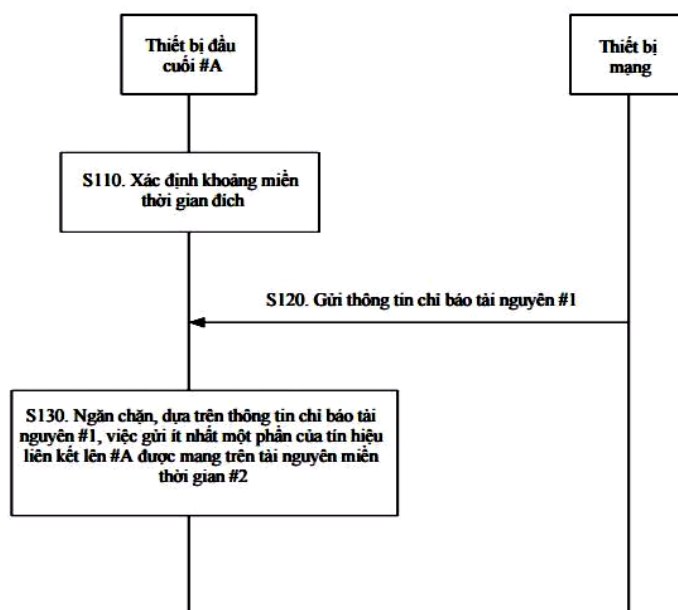 Thiết bị đầu
cuối #A
Thiết bị
mạng
S110. Xác định khoảng miền
thời gian đích
S120. Gửi thông tin chỉ báo tài nguyên #1
S130. Ngăn chặn, dựa trên thông tin chỉ báo tài
nguyên #1, việc gửi ít nhất một phần của tín hiệu
liên kết lên #A được mang trên tài nguyên miền
thời gian #2